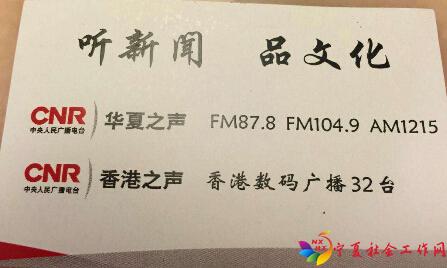 听新闻 品文化
CNR 华夏之声 FM87.8 FM104.9 AM1215
中央人民广播电台
CNR 香港之声 香港数码广播32台
中央人民广播电台
NX
宁夏社会工作网